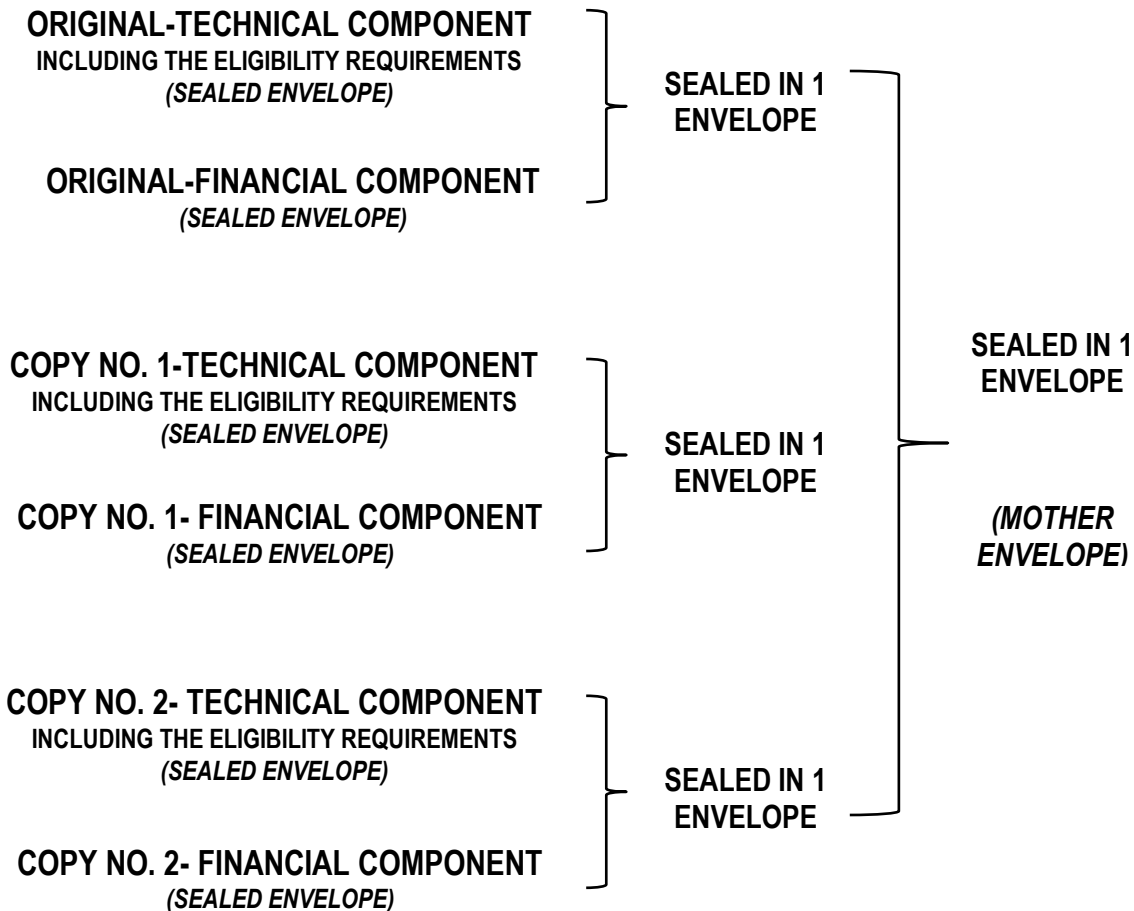 ORIGINAL-TECHNICAL COMPONENT
INCLUDING THE ELIGIBILITY REQUIREMENTS
(SEALED ENVELOPE)
ORIGINAL-FINANCIAL COMPONENT
(SEALED ENVELOPE)
SEALED IN 1
ENVELOPE
COPY NO. 1-TECHNICAL COMPONENT
INCLUDING THE ELIGIBILITY REQUIREMENTS
(SEALED ENVELOPE)
COPY NO. 1- FINANCIAL COMPONENT
(SEALED ENVELOPE)
SEALED IN 1
ENVELOPE
COPY NO. 2- TECHNICAL COMPONENT
INCLUDING THE ELIGIBILITY REQUIREMENTS
(SEALED ENVELOPE)
COPY NO. 2- FINANCIAL COMPONENT
(SEALED ENVELOPE)
SEALED IN 1
ENVELOPE
SEALED IN 1
ENVELOPE
(MOTHER
ENVELOPE)